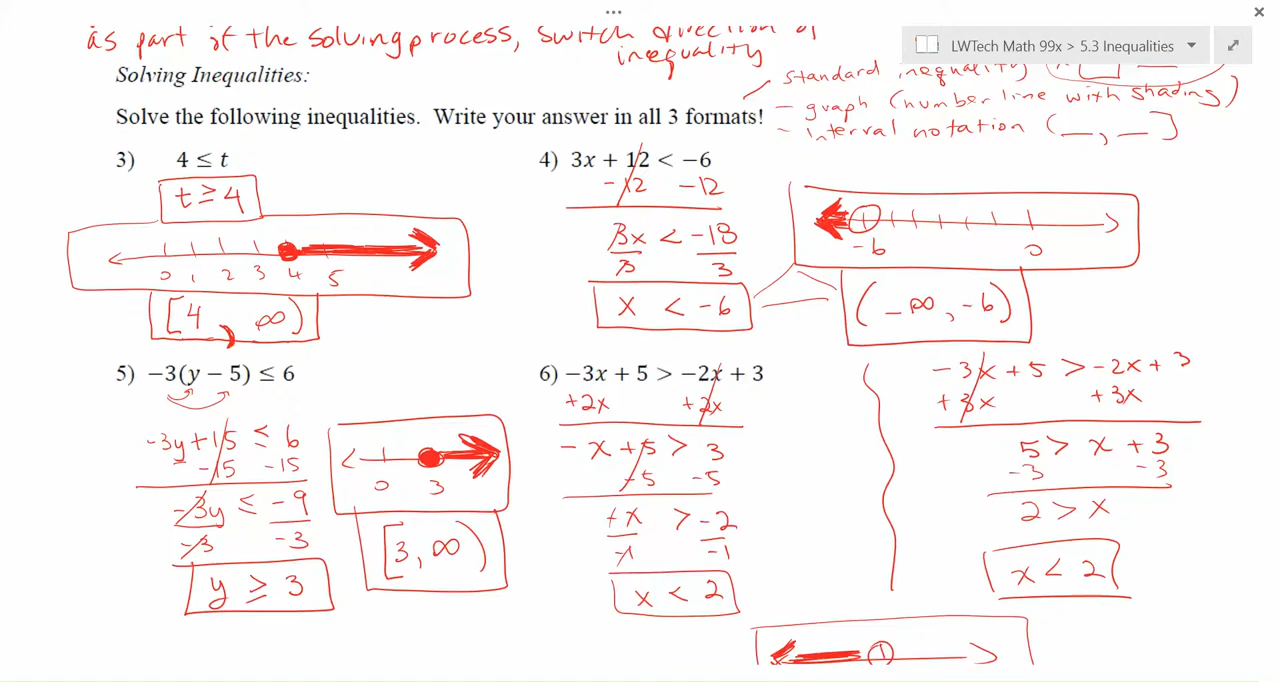 as part of the solving process, switch direction of
inequality
LWTech Math 99x > 5.3 Inequalities
Solving Inequalities:
standard inequality
- graph (number line with shading)
- interval notation (__,__]
Solve the following inequalities. Write your answer in all 3 formats!
3) 4 ≤ t
t ≥ 4
0 1 2 3 4 5
[4, ∞)
4) 3x + 12 < −6
-12 -12
3x < -18
3 3
x < -6
-6 0
(-∞, -6)
5) −3(y − 5) ≤ 6
-3y+15 ≤ 6
-15 -15
-3y ≤ -9
-3 -3
y ≥ 3
0 3
[3, ∞)
6) −3x + 5 > −2x + 3
+2x +2x
-x +5 > 3
-5 -5
-x > -2
-1 -1
x < 2
-3x + 5 > -2x + 3
+3x +3x
5 > x + 3
-3 -3
2 > x
x < 2